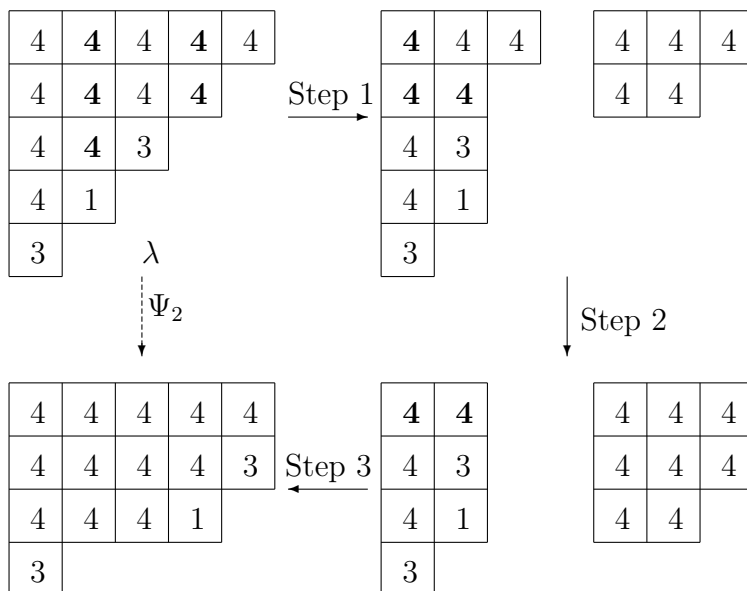 4 4 4 4 4 4 4 4 4 4 4
4 4 4 4 Step 1 4 4 4 4
4 4 3 4 3
4 1 4 1
3 λ 3
Ψ2 Step 2
4 4 4 4 4 4 4 4 4 4
4 4 4 4 3 Step 3 4 3 4 4 4
4 4 4 1 4 1 4 4
3 3